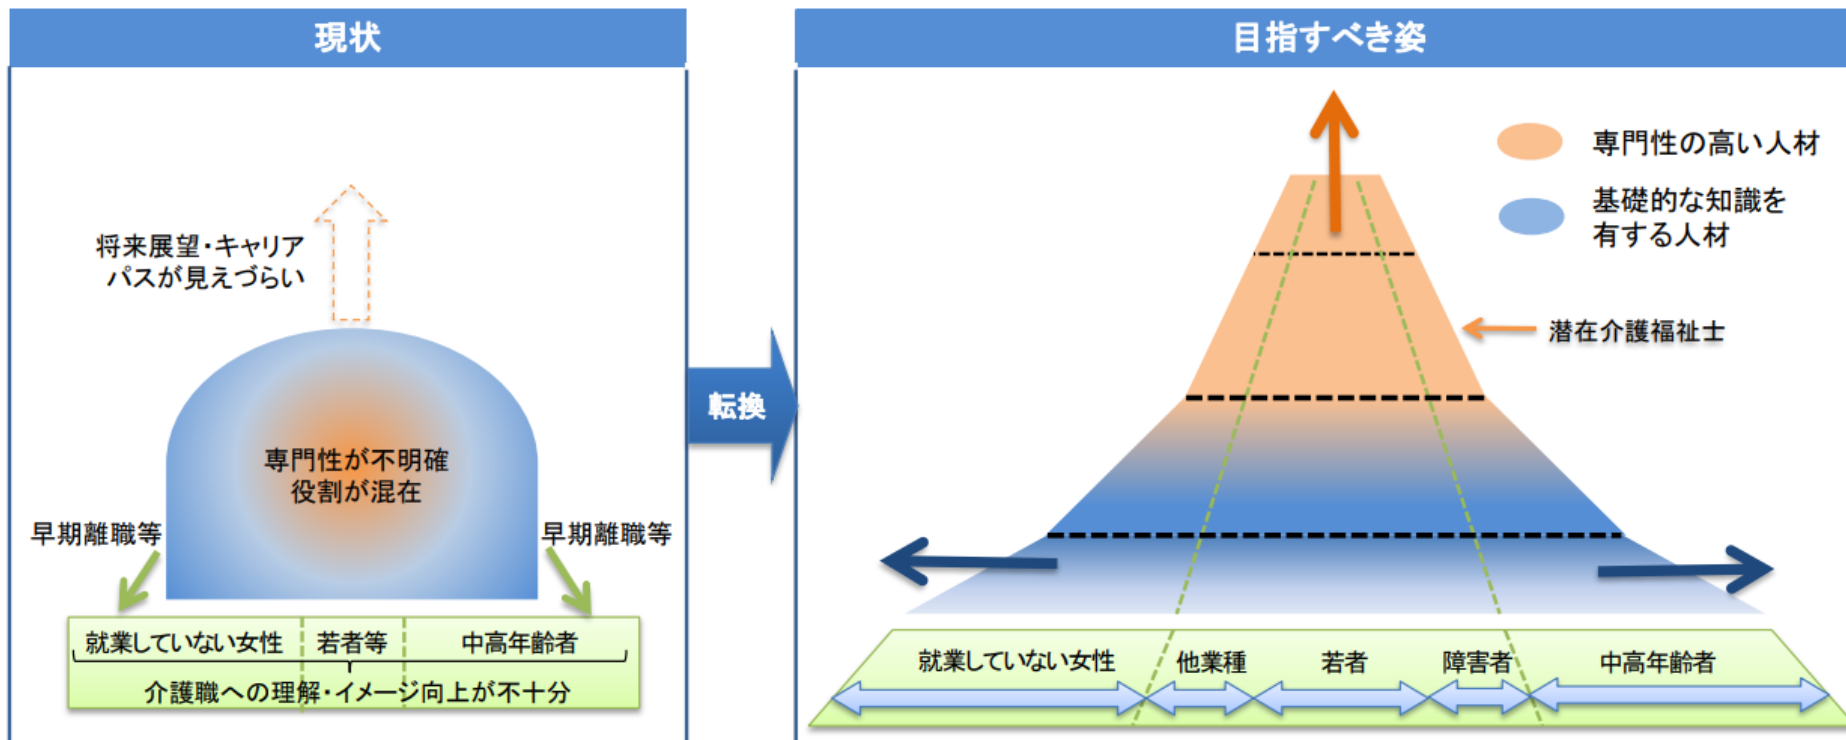 現状
将来展望・キャリア
パスが見えづらい
専門性が不明確
役割が混在
早期離職等
早期離職等
就業していない女性
若者等
中高年齢者
介護職への理解・イメージ向上が不十分
転換
目指すべき姿
専門性の高い人材
基礎的な知識を
有する人材
潜在介護福祉士
就業していない女性
他業種
若者
障害者
中高年齢者